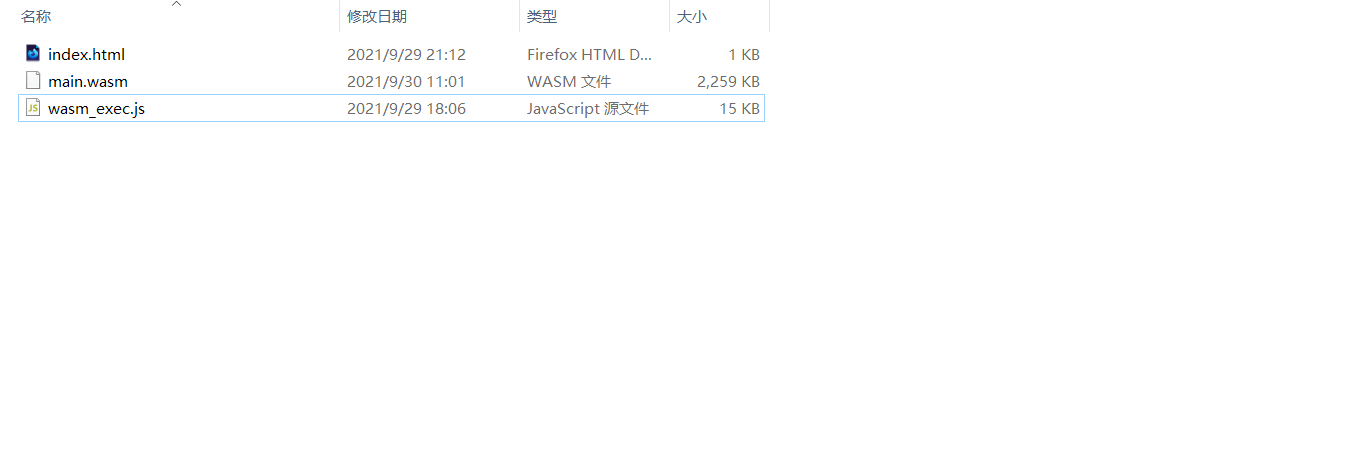 名称 修改日期 类型 大小
index.html 2021/9/29 21:12 Firefox HTML D... 1 KB
main.wasm 2021/9/30 11:01 WASM 文件 2,259 KB
wasm_exec.js 2021/9/29 18:06 JavaScript 源文件 15 KB